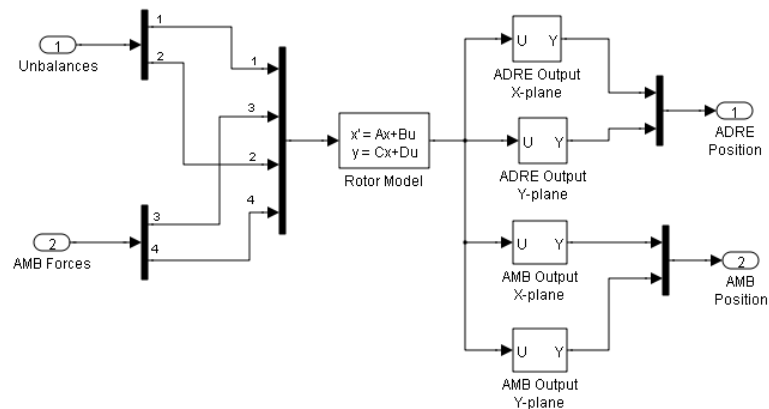 1
Unbalances
1
2
1
3
2
4
2
AMB Forces
3
4
x' = Ax+Bu
y = Cx+Du
Rotor Model
U Y
ADRE Output
X-plane
U Y
ADRE Output
Y-plane
1
ADRE
Position
U Y
AMB Output
X-plane
U Y
AMB Output
Y-plane
2
AMB
Position